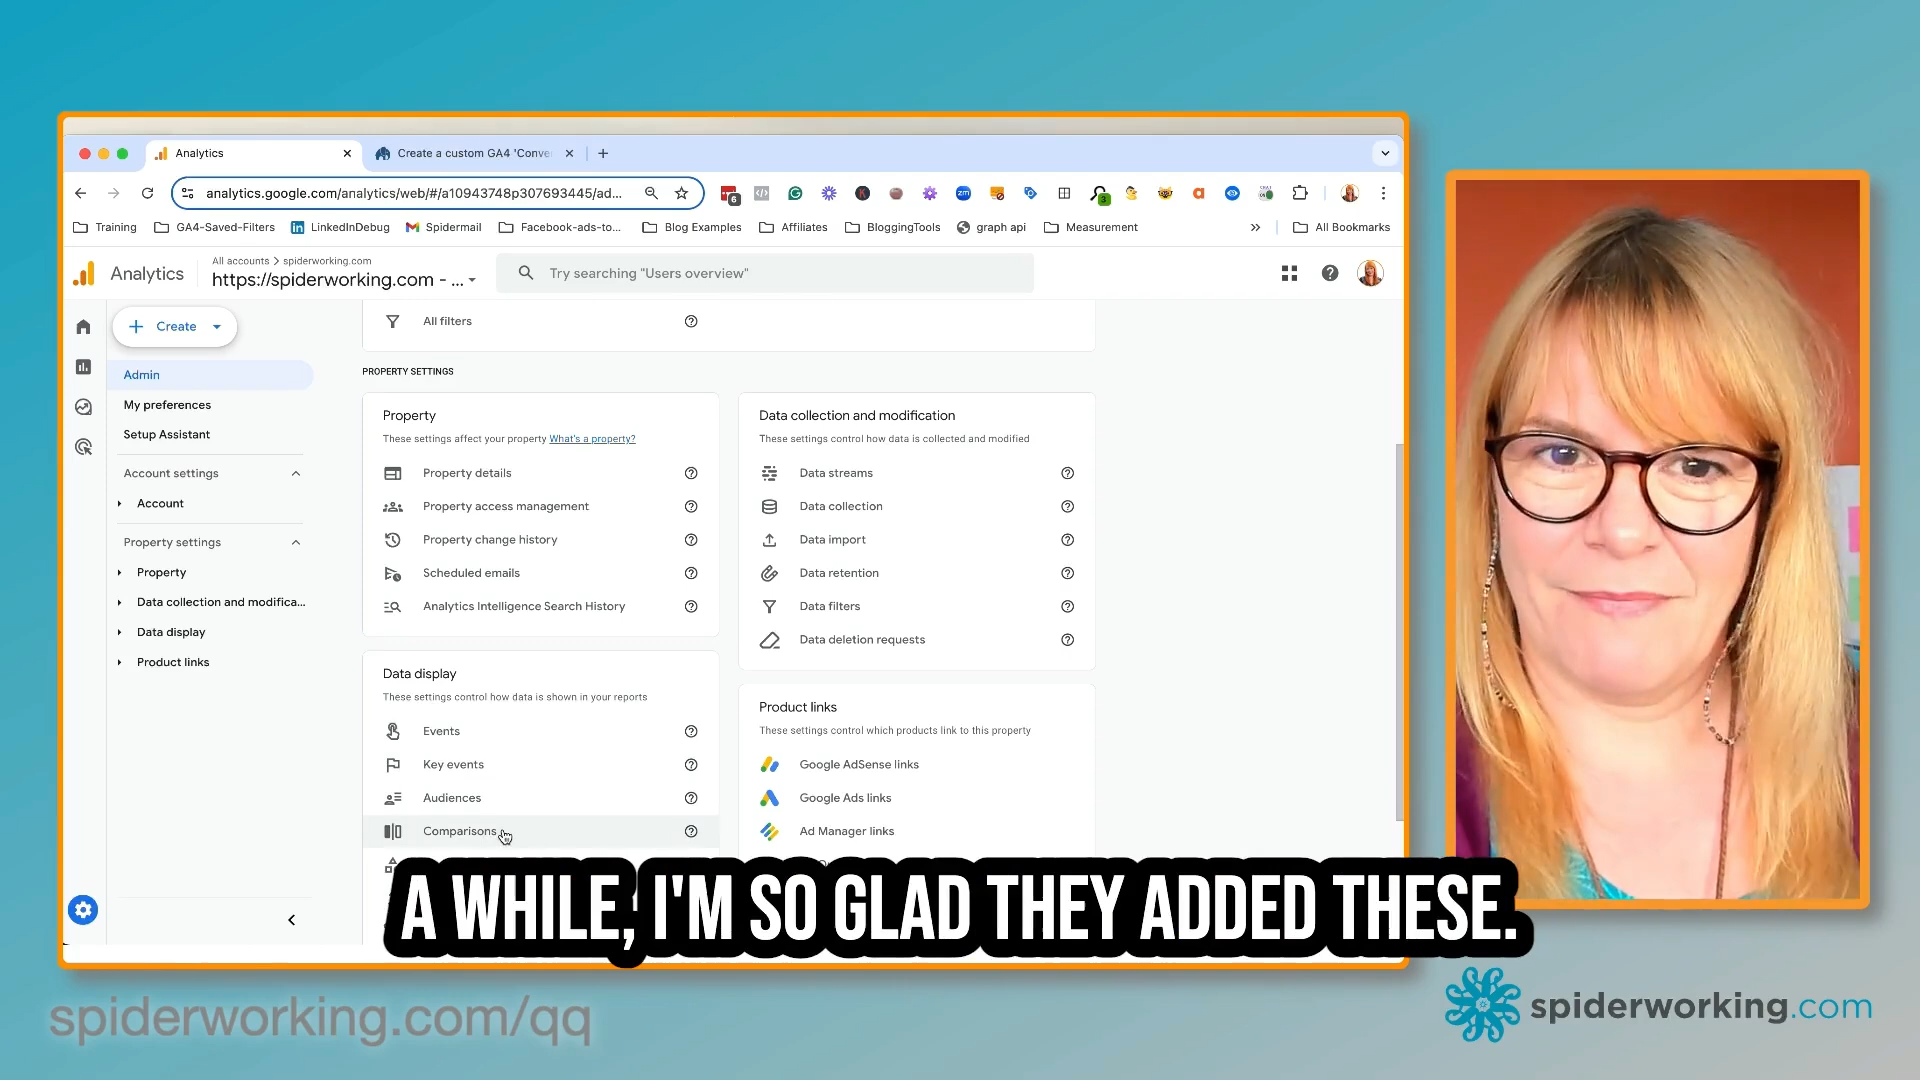 Analytics
Create a custom GA4 'Conve
analytics.google.com/analytics/web/#/a10943748p307693445/ad...
6
3
Training
GA4-Saved-Filters
LinkedInDebug
Spidermail
Facebook-ads-to...
Blog Examples
Affiliates
BloggingTools
graph api
Measurement
All Bookmarks
Analytics
All accounts > spiderworking.com
https://spiderworking.com - ...
Try searching "Users overview"
Create
Admin
My preferences
Setup Assistant
Account settings
Account
Property settings
Property
Data collection and modifica...
Data display
Product links
All filters
PROPERTY SETTINGS
Property
These settings affect your property What's a property?
Property details
Property access management
Property change history
Scheduled emails
Analytics Intelligence Search History
Data collection and modification
These settings control how data is collected and modified
Data streams
Data collection
Data import
Data retention
Data filters
Data deletion requests
Data display
These settings control how data is shown in your reports
Events
Key events
Audiences
Comparisons
Product links
These settings control which products link to this property
Google AdSense links
Google Ads links
Ad Manager links
A WHILE, I'M SO GLAD THEY ADDED THESE.
spiderworking.com/qq
spiderworking.com